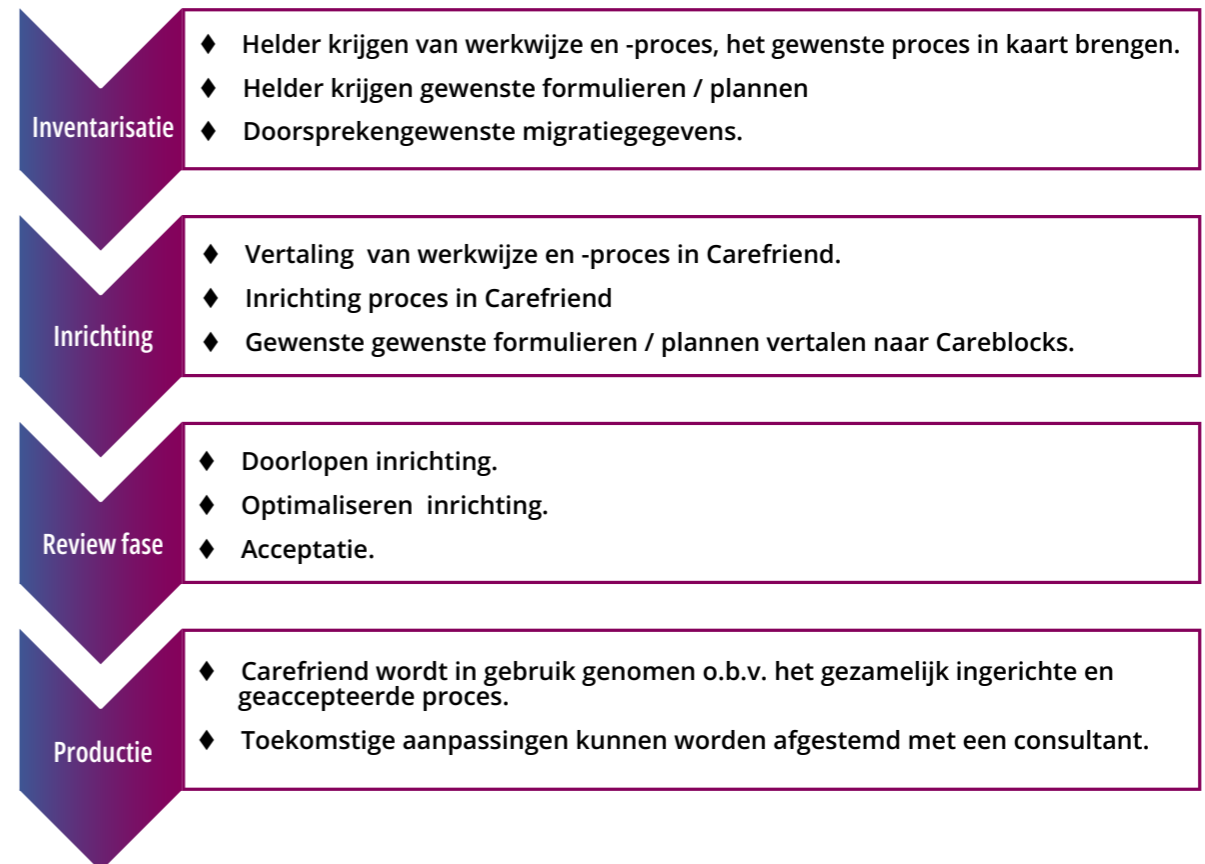 Inventarisatie
♦ Helder krijgen van werkwijze en -proces, het gewenste proces in kaart brengen.
♦ Helder krijgen gewenste formulieren / plannen
♦ Doorsprekengewenste migratiegegevens.
Inrichting
♦ Vertaling van werkwijze en -proces in Carefriend.
♦ Inrichting proces in Carefriend
♦ Gewenste gewenste formulieren / plannen vertalen naar Careblocks.
Review fase
♦ Doorlopen inrichting.
♦ Optimaliseren inrichting.
♦ Acceptatie.
Productie
♦ Carefriend wordt in gebruik genomen o.b.v. het gezamelijk ingerichte en
geaccepteerde proces.
♦ Toekomstige aanpassingen kunnen worden afgestemd met een consultant.